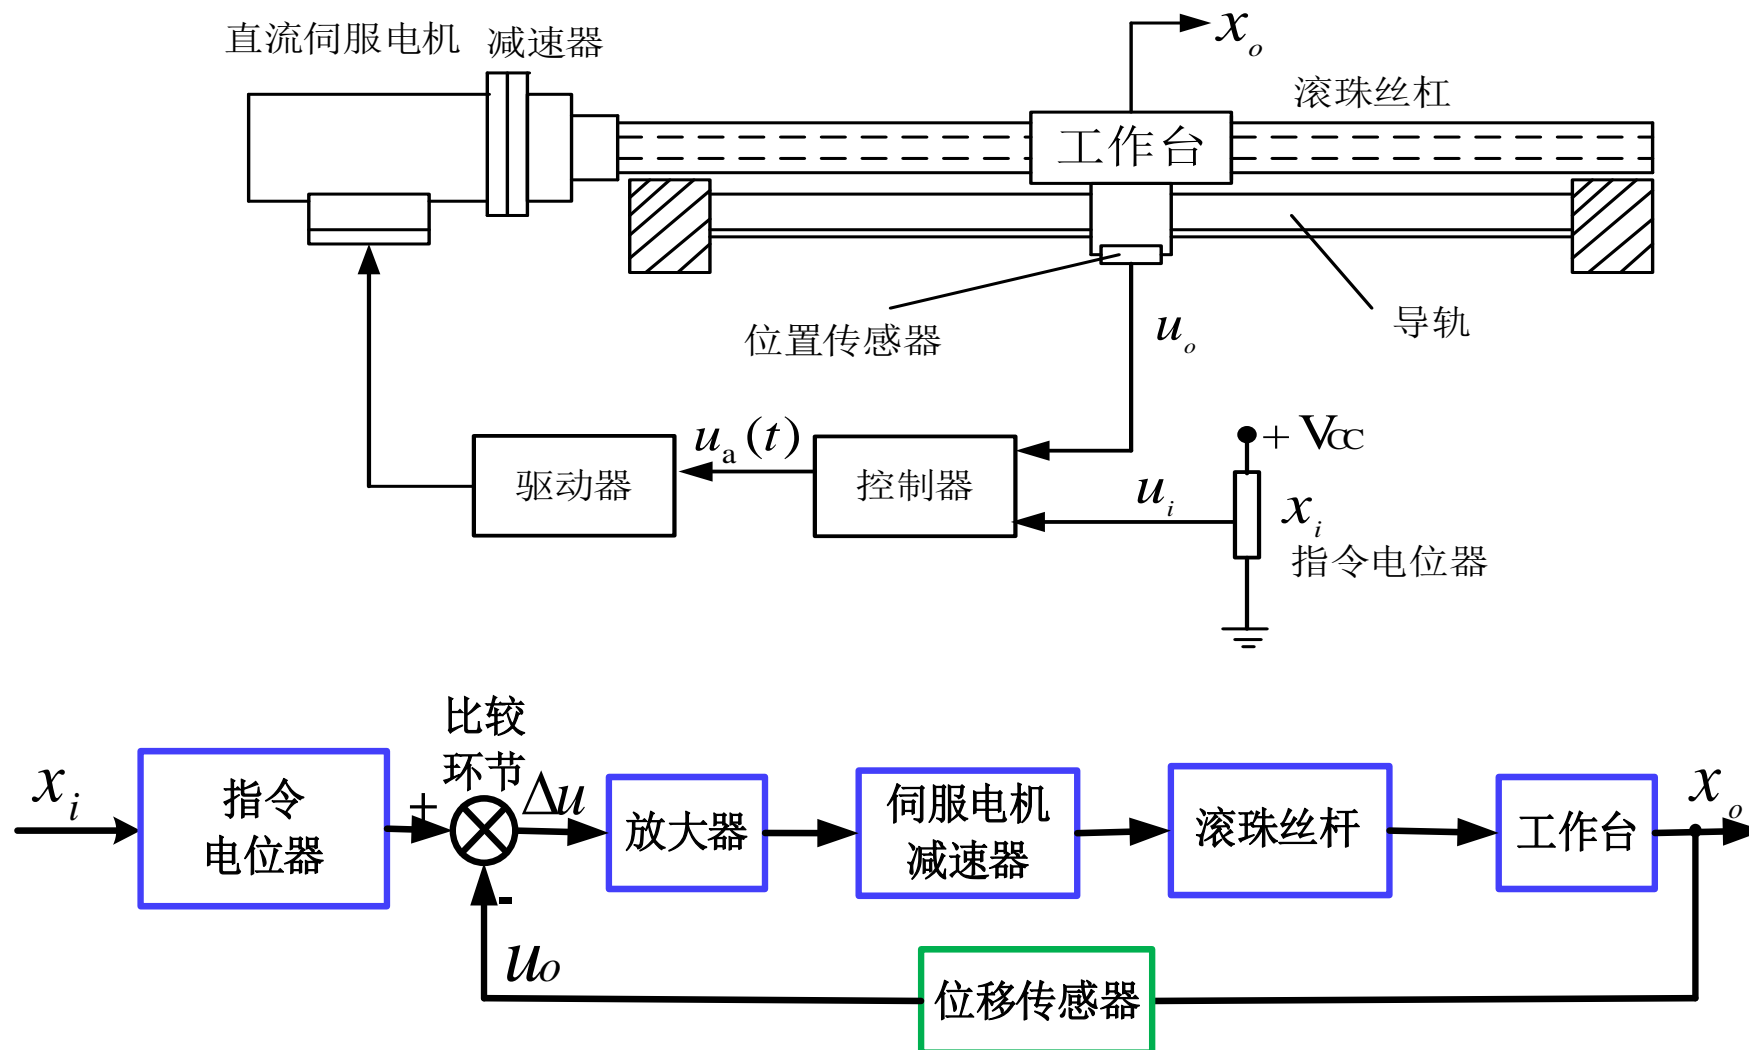 直流伺服电机
减速器
x_o
滚珠丝杠
工作台
位置传感器
u_o
导轨
u_a(t)
+ Vcc
驱动器
控制器
u_i
x_i
指令电位器
比较
环节
x_i
指令
电位器
+
Δu
放大器
伺服电机
减速器
滚珠丝杆
工作台
x_o
-
uo
位移传感器